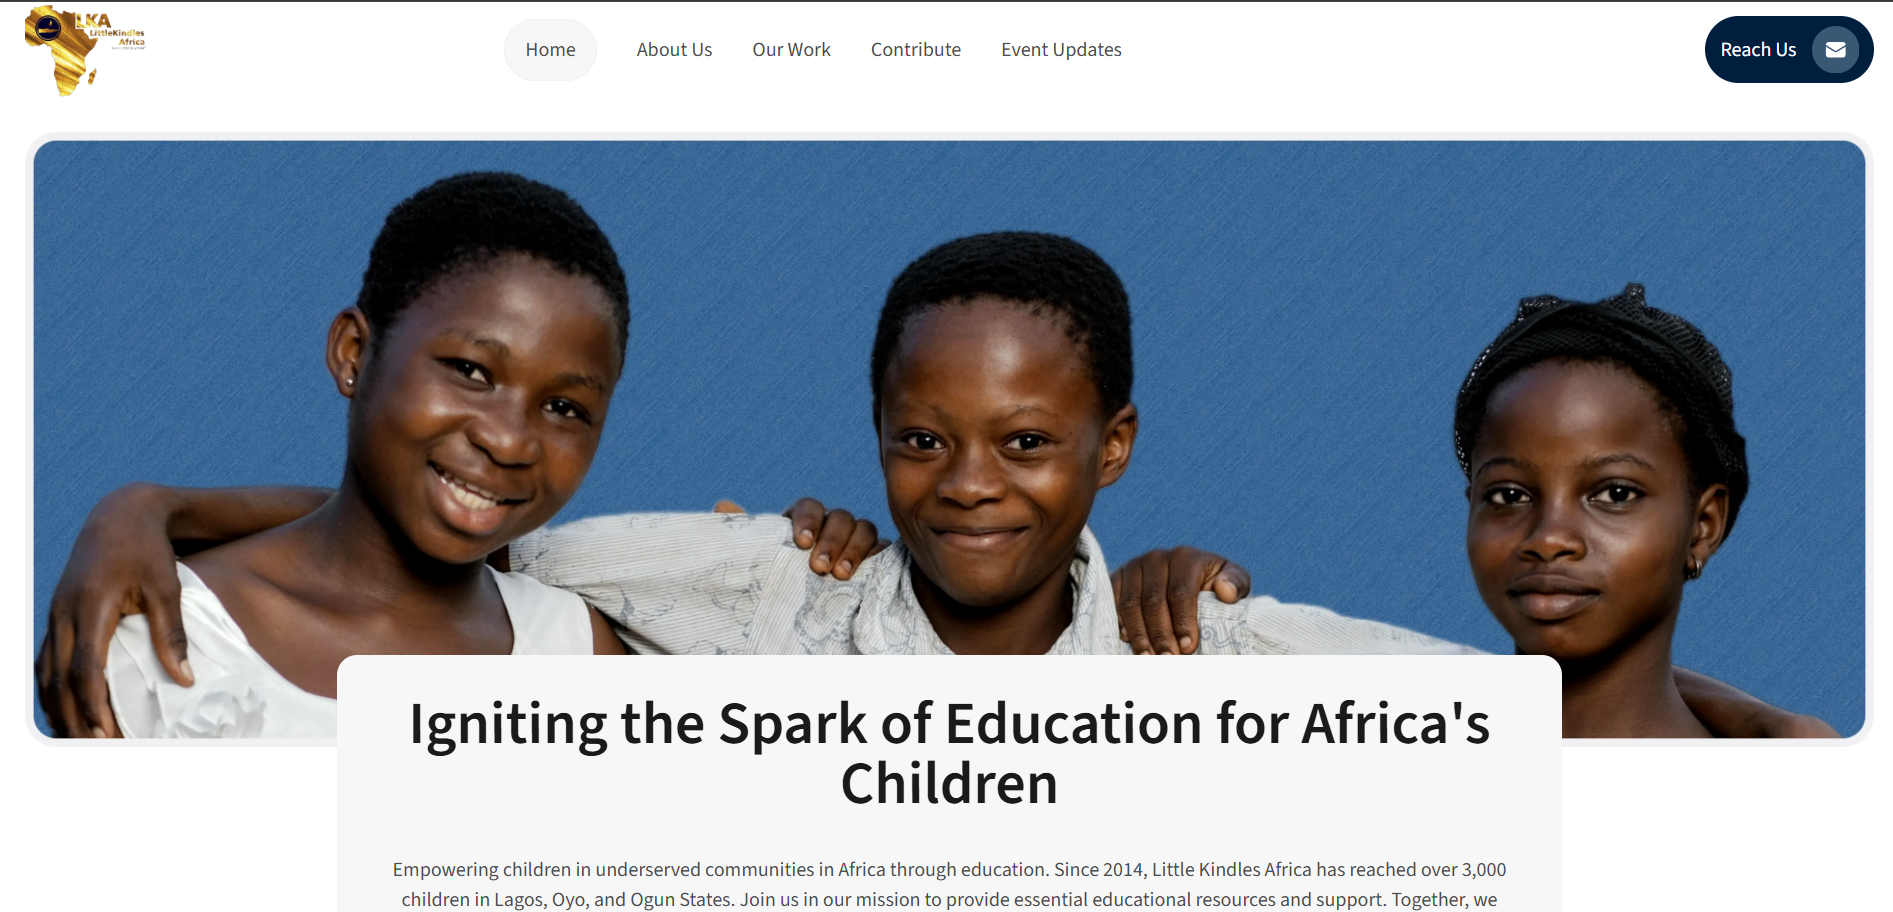 LKA
LittleKindles
Africa
Home
About Us
Our Work
Contribute
Event Updates
Reach Us
Igniting the Spark of Education for Africa's
Children
Empowering children in underserved communities in Africa through education. Since 2014, Little Kindles Africa has reached over 3,000
children in Lagos, Oyo, and Ogun States. Join us in our mission to provide essential educational resources and support. Together, we